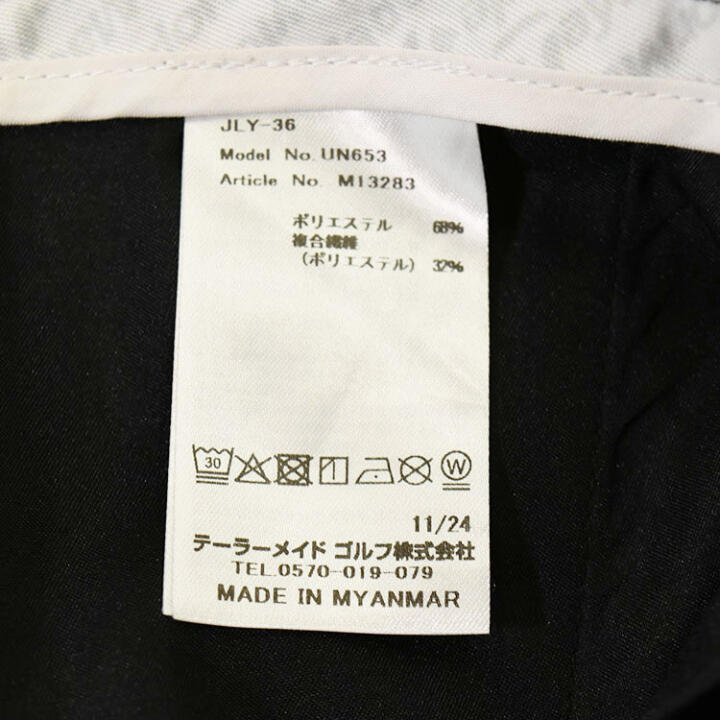 JLY-36
Model No. UN653
Article No. M13283
ポリエステル 68%
複合繊維
(ポリエステル) 32%
30
W
11/24
テーラーメイド ゴルフ株式会社
TEL.0570-019-079
MADE IN MYANMAR